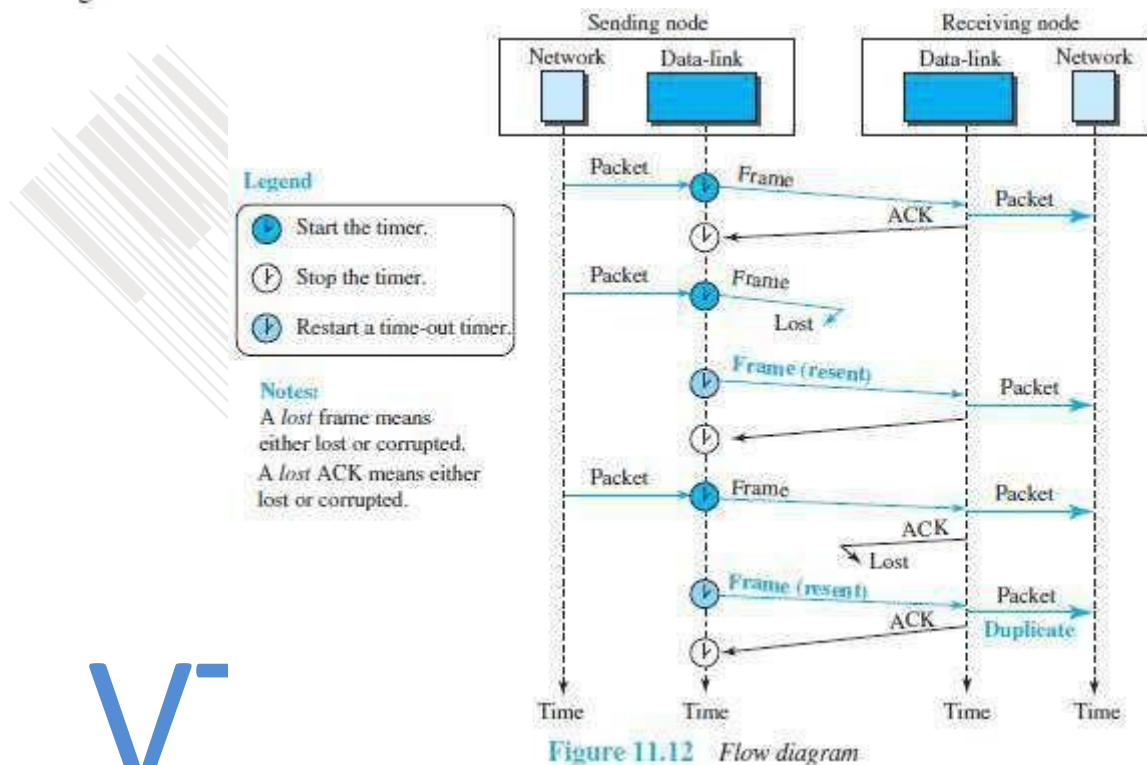 Sending node
Receiving node
Network
Data-link
Data-link
Network
Legend
Start the timer.
Stop the timer.
Restart a time-out timer.
Notes:
A lost frame means
either lost or corrupted.
A lost ACK means either
lost or corrupted.
Packet
Frame
Packet
ACK
Packet
Frame
Lost
Frame (resent)
Packet
Packet
Frame
Packet
ACK
Lost
Frame (resent)
Packet
ACK
Duplicate
Time
Time
Time
Time
Figure 11.12 Flow diagram